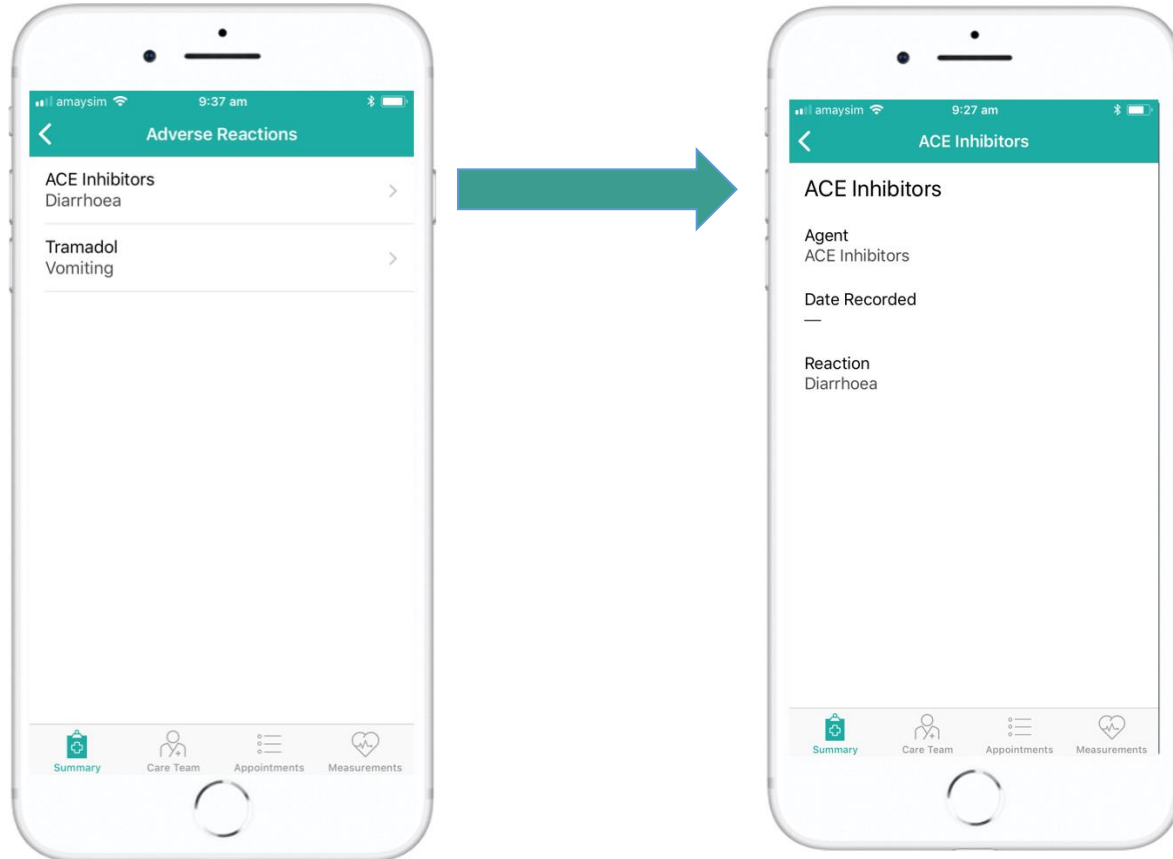 amaysim 9:37 am
Adverse Reactions
ACE Inhibitors
Diarrhoea
Tramadol
Vomiting
Summary Care Team Appointments Measurements
amaysim 9:27 am
ACE Inhibitors
ACE Inhibitors
Agent
ACE Inhibitors
Date Recorded
—
Reaction
Diarrhoea
Summary Care Team Appointments Measurements